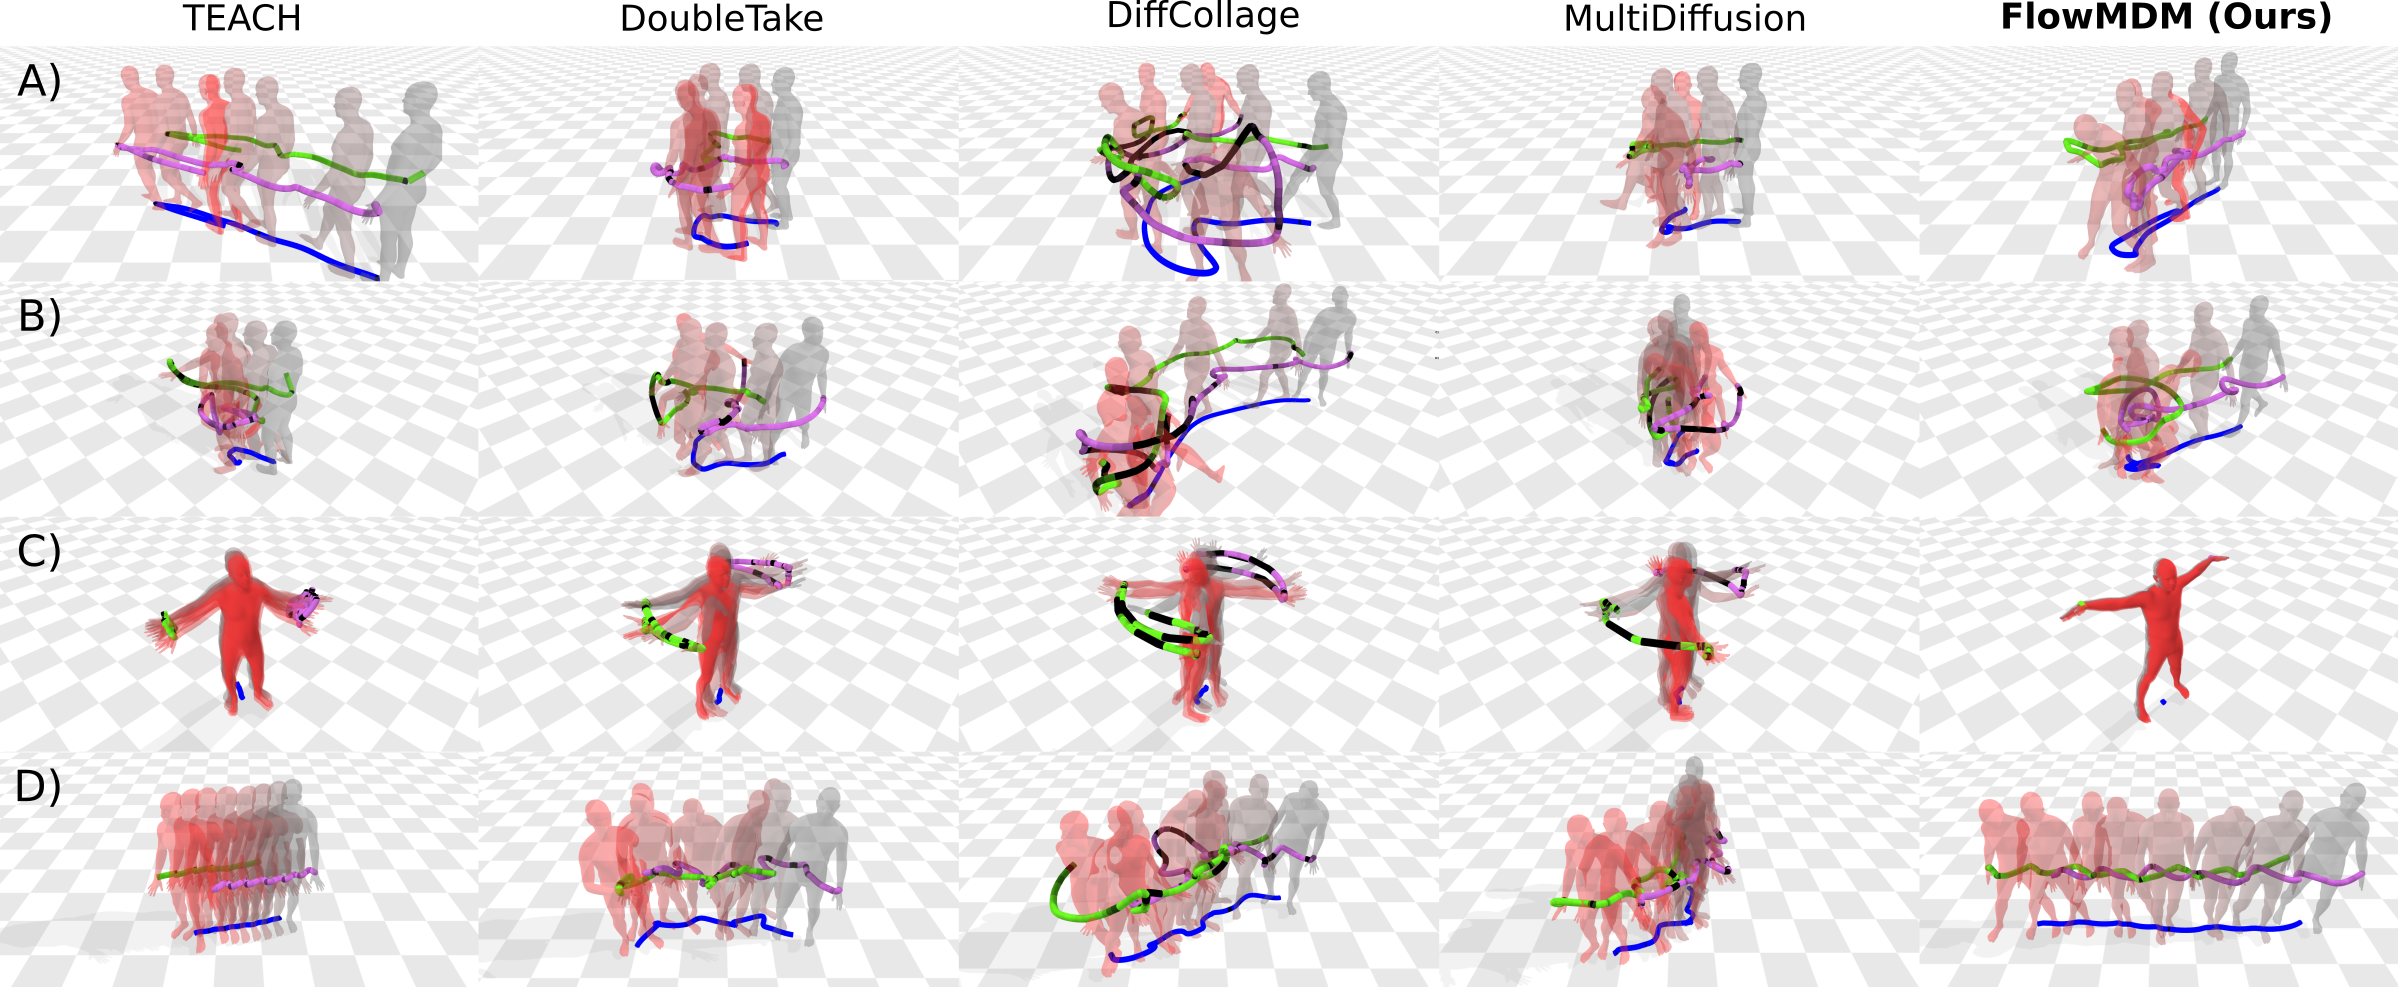 TEACH
DoubleTake
DiffCollage
MultiDiffusion
FlowMDM (Ours)
A)
B)
C)
D)